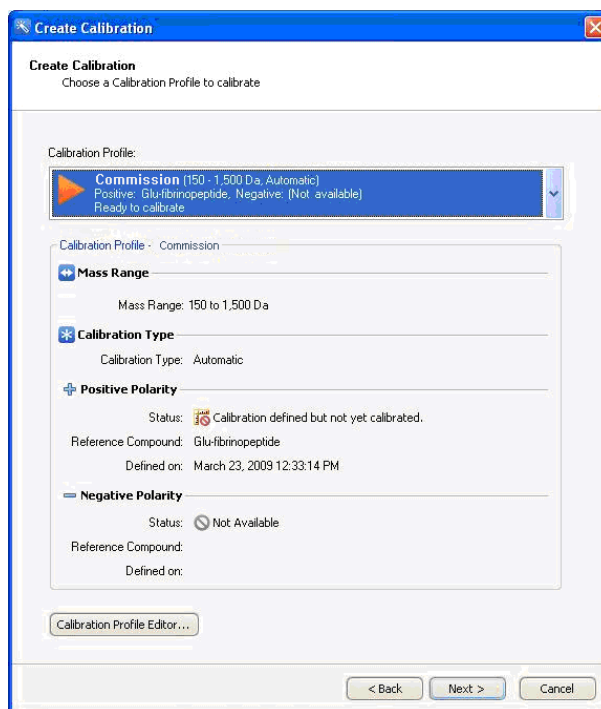 Create Calibration
Create Calibration
Choose a Calibration Profile to calibrate
Calibration Profile:
Commission (150 - 1,500 Da, Automatic)
Positive: Glu-fibrinopeptide, Negative: (Not available)
Ready to calibrate
Calibration Profile - Commission
Mass Range
Mass Range: 150 to 1,500 Da
Calibration Type
Calibration Type: Automatic
Positive Polarity
Status: Calibration defined but not yet calibrated.
Reference Compound: Glu-fibrinopeptide
Defined on: March 23, 2009 12:33:14 PM
Negative Polarity
Status: Not Available
Reference Compound:
Defined on:
Calibration Profile Editor...
< Back Next > Cancel